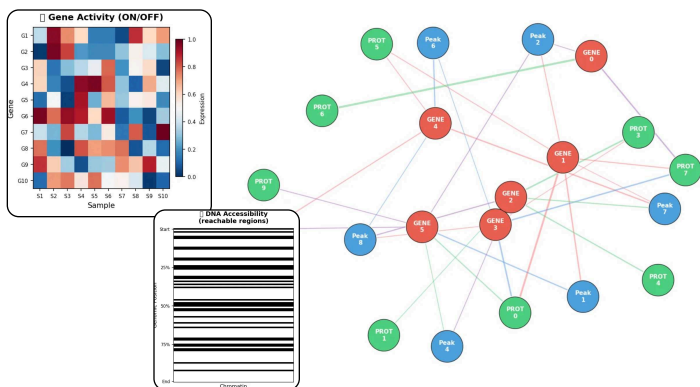 Gene Activity (ON/OFF)
G1
G2
G3
G4
G5
G6
G7
G8
G9
G10
Gene
S1 S2 S3 S4 S5 S6 S7 S8 S9 S10
Sample
1.0
0.8
0.6
0.4
0.2
0.0
Expression
DNA Accessibility
(reachable regions)
Start
25%
50%
75%
End
PROT
5
Peak
6
Peak
2
GENE
0
PROT
6
GENE
4
PROT
3
GENE
1
PROT
7
PROT
9
GENE
2
Peak
7
GENE
5
GENE
3
Peak
8
PROT
4
Peak
1
PROT
0
PROT
1
Peak
4